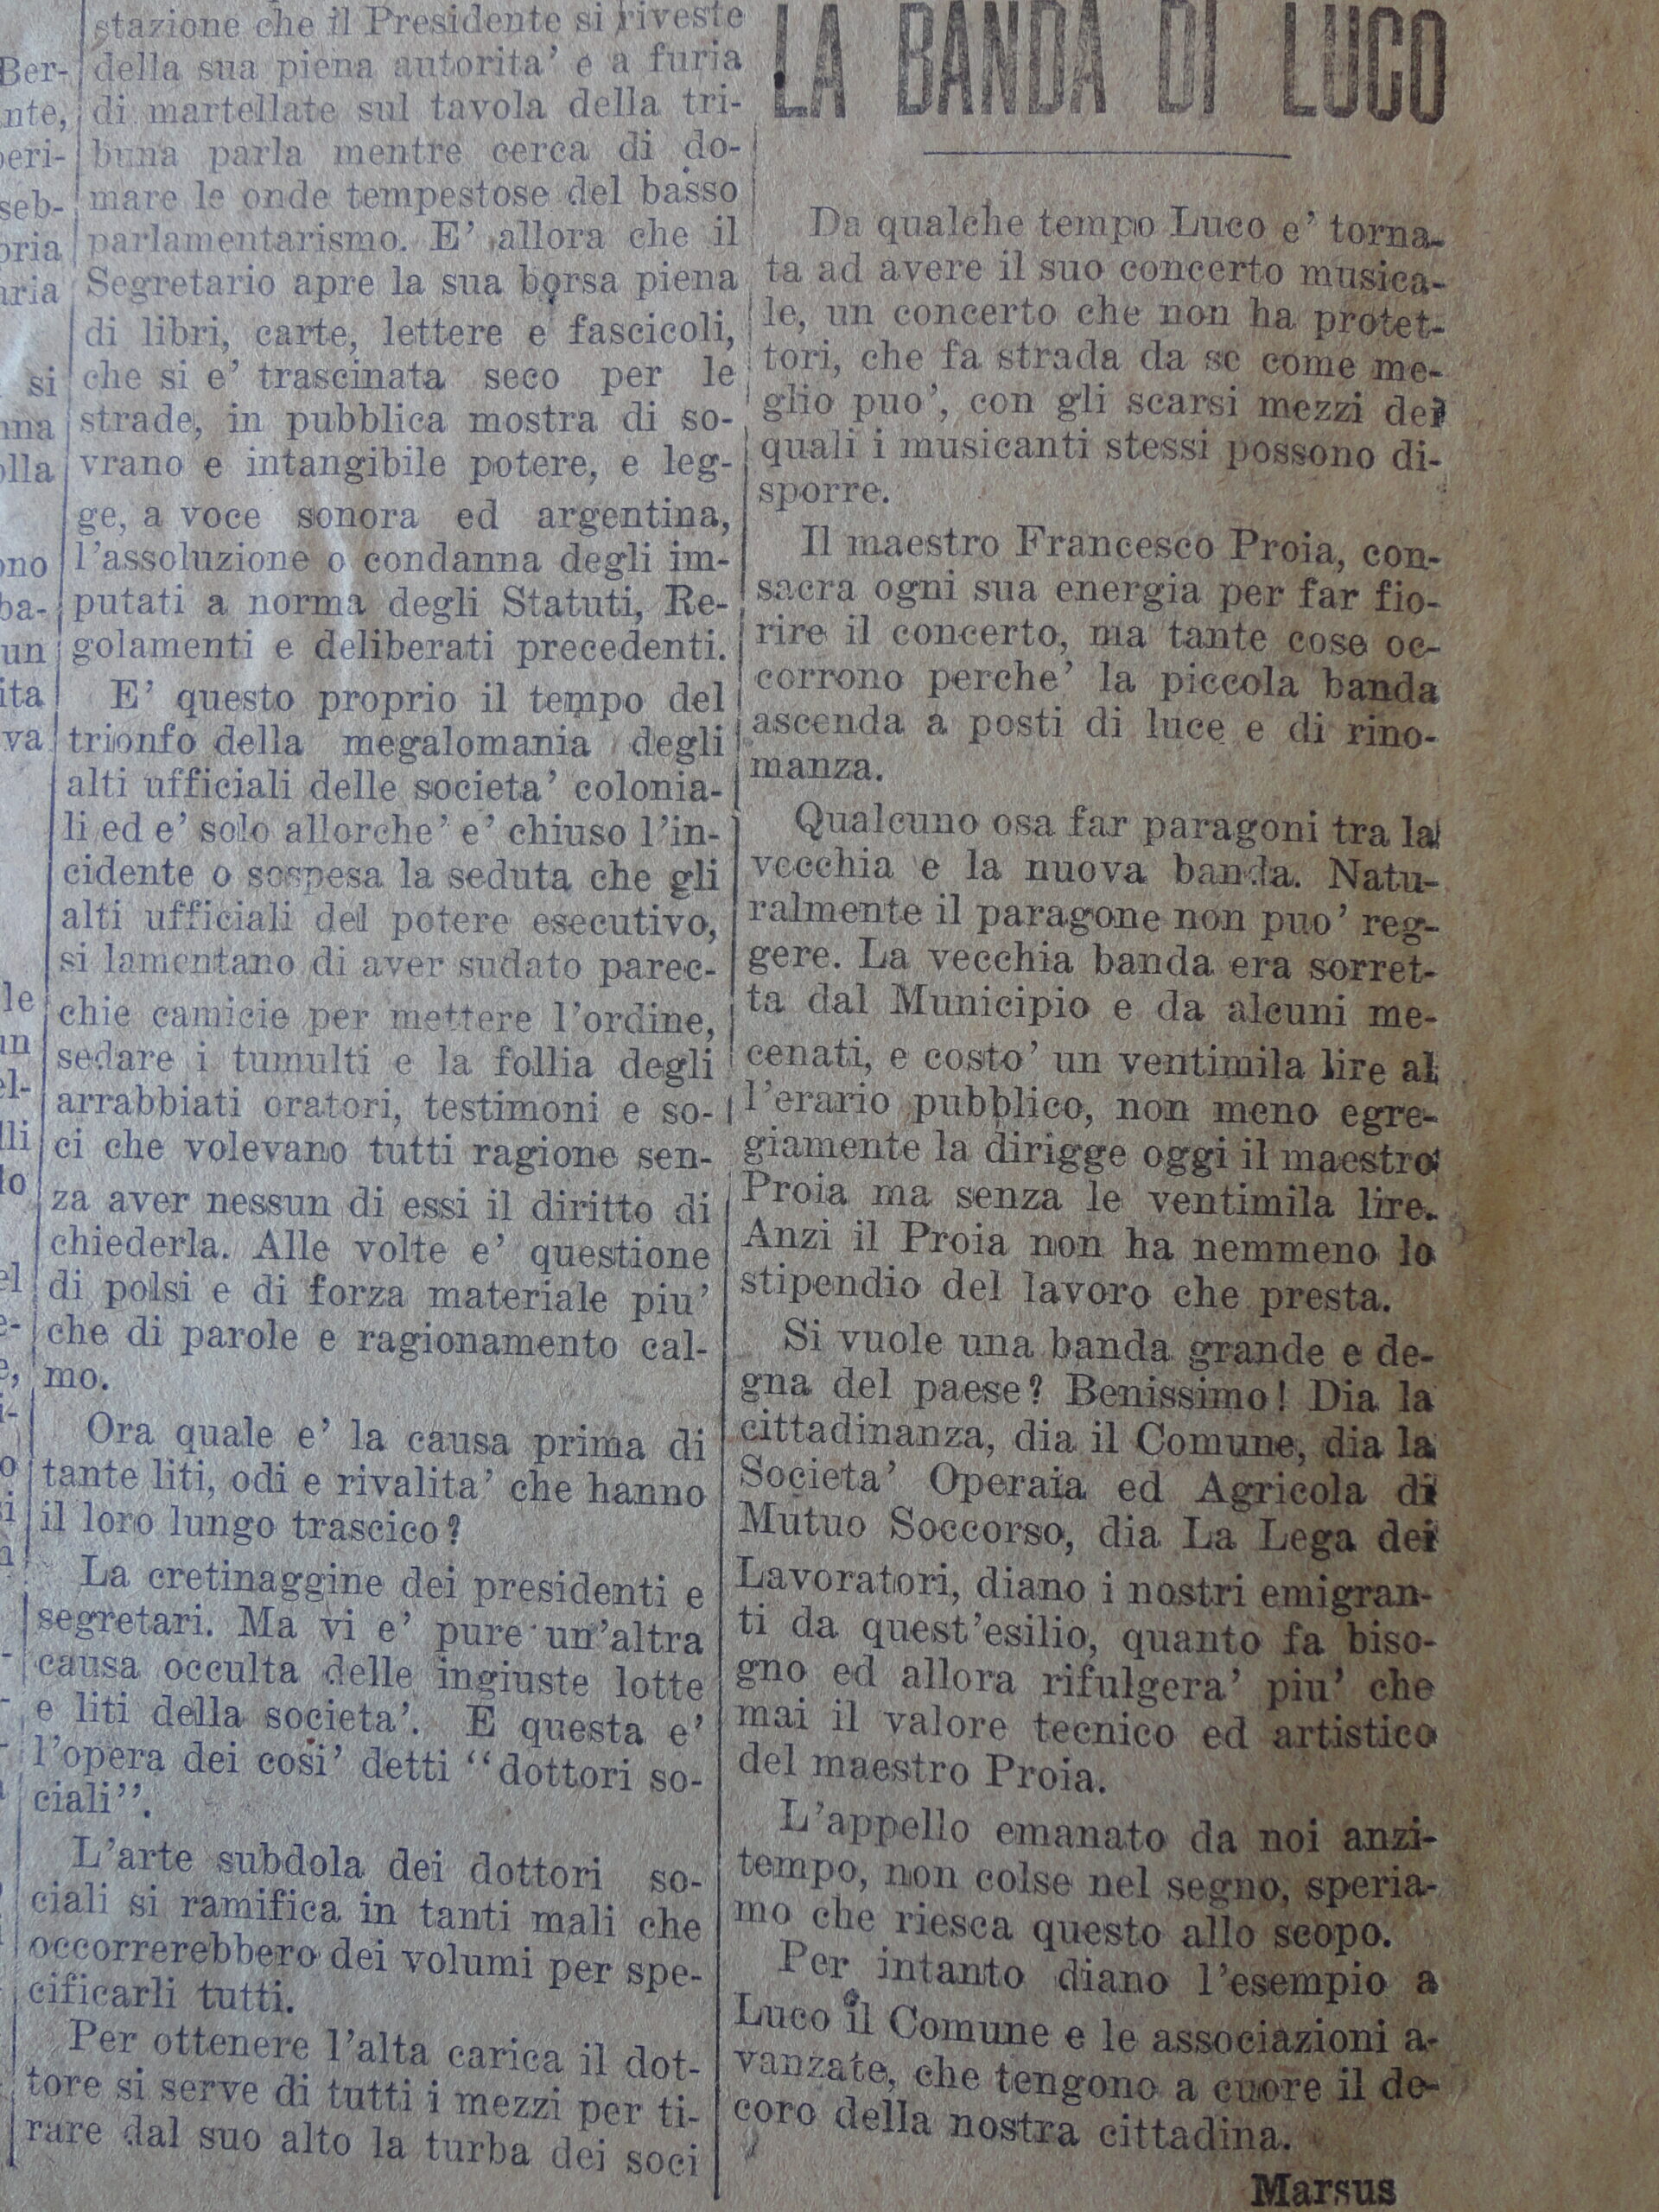 Ber-
nte,
peri-
seb-
oria
aria
si
nna
olla
ono
ba-
un
ita
va
le
un
el-
lli
lo
el
e-
e,
i-
o
si
stazione che il Presidente si riveste
della sua piena autorita' e a furia
di martellate sul tavola della tri-
buna parla mentre cerca di do-
mare le onde tempestose del basso
parlamentarismo. E' allora che il
Segretario apre la sua borsa piena
di libri, carte, lettere e fascicoli,
che si e' trascinata seco per le
strade, in pubblica mostra di so-
vrano e intangibile potere, e leg-
ge, a voce sonora ed argentina,
l'assoluzione o condanna degli im-
putati a norma degli Statuti, Re-
golamenti e deliberati precedenti.
E' questo proprio il tempo del
trionfo della megalomania degli
alti ufficiali delle societa' colonia-
li ed e' solo allorche' e' chiuso l'in-
cidente o sospesa la seduta che gli
alti ufficiali del potere esecutivo,
si lamentano di aver sudato parec-
chie camicie per mettere l'ordine,
sedare i tumulti e la follia degli
arrabbiati oratori, testimoni e so-
ci che volevano tutti ragione sen-
za aver nessun di essi il diritto di
chiederla. Alle volte e' questione
di polsi e di forza materiale piu'
che di parole e ragionamento cal-
mo.
Ora quale e' la causa prima di
tante liti, odi e rivalita' che hanno
il loro lungo trascico?
La cretinaggine dei presidenti e
segretari. Ma vi e' pure un'altra
causa occulta delle ingiuste lotte
e liti della societa'. E questa e'
l'opera dei cosi' detti "dottori so-
ciali".
L'arte subdola dei dottori so-
ciali si ramifica in tanti mali che
occorrerebbero dei volumi per spe-
cificarli tutti.
Per ottenere l'alta carica il dot-
tore si serve di tutti i mezzi per ti-
rare dal suo alto la turba dei soci
LA BANDA DI LUCO
Da qualche tempo Luco e' torna-
ta ad avere il suo concerto musica-
le, un concerto che non ha protet-
tori, che fa strada da se come me-
glio puo', con gli scarsi mezzi dei
quali i musicanti stessi possono di-
sporre.
Il maestro Francesco Proia, con-
sacra ogni sua energia per far fio-
rire il concerto, ma tante cose oc-
corrono perche' la piccola banda
ascenda a posti di luce e di rino-
manza.
Qualcuno osa far paragoni tra la
vecchia e la nuova banda. Natu-
ralmente il paragone non puo' reg-
gere. La vecchia banda era sorret-
ta dal Municipio e da alcuni me-
cenati, e costo' un ventimila lire al
l'erario pubblico, non meno egre-
giamente la dirigge oggi il maestro
Proia ma senza le ventimila lire.
Anzi il Proia non ha nemmeno lo
stipendio del lavoro che presta.
Si vuole una banda grande e de-
gna del paese? Benissimo! Dia la
cittadinanza, dia il Comune, dia la
Societa' Operaia ed Agricola di
Mutuo Soccorso, dia La Lega dei
Lavoratori, diano i nostri emigran-
ti da quest'esilio, quanto fa biso-
gno ed allora rifulgera' piu' che
mai il valore tecnico ed artistico
del maestro Proia.
L'appello emanato da noi anzi-
tempo, non colse nel segno, speria-
mo che riesca questo allo scopo.
Per intanto diano l'esempio a
Luco il Comune e le associazioni a-
vanzate, che tengono a cuore il de-
coro della nostra cittadina.
Marsus